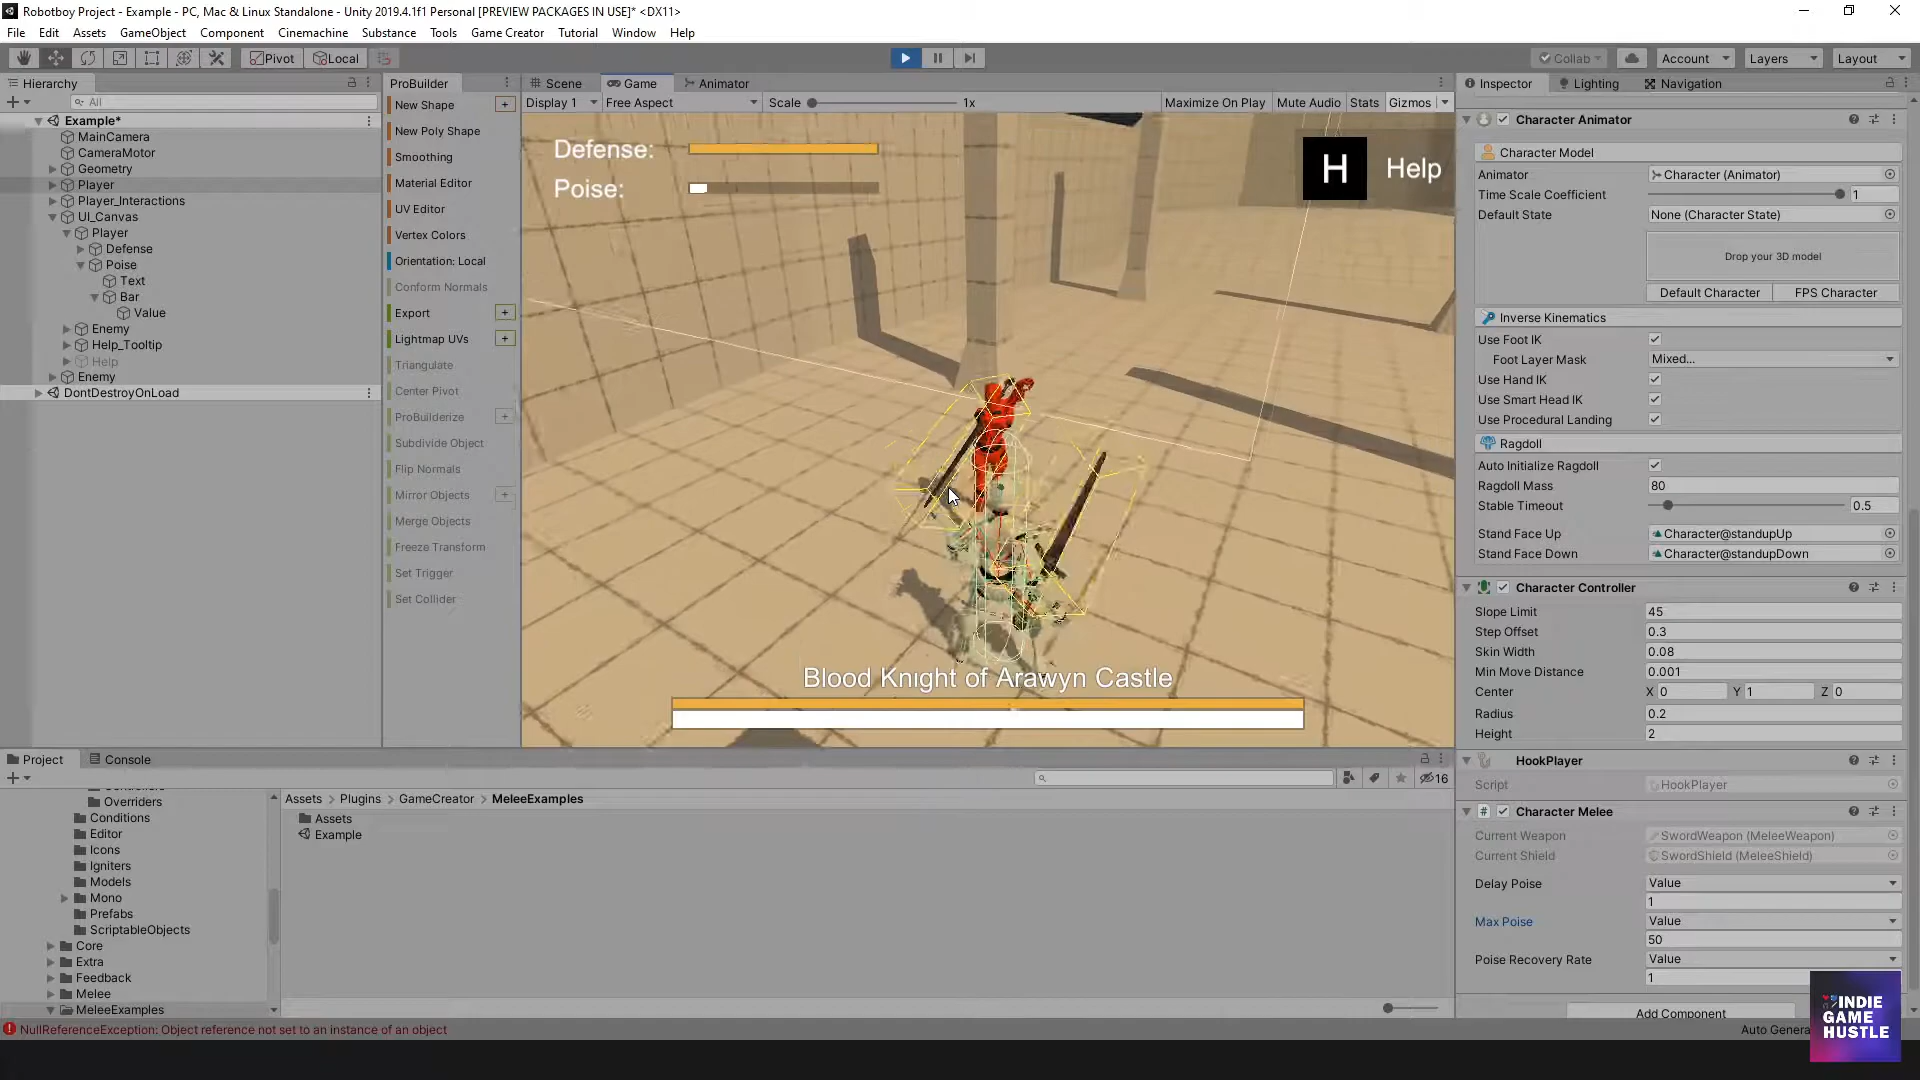 Robotboy Project - Example - PC, Mac & Linux Standalone - Unity 2019.4.1f1 Personal [PREVIEW PACKAGES IN USE]* <DX11>
File Edit Assets GameObject Component Cinemachine Substance Tools Game Creator Tutorial Window Help
Pivot Local Collab Account Layers Layout
Hierarchy
All
Example*
MainCamera
CameraMotor
Geometry
Player
Player_Interactions
UI_Canvas
Player
Defense
Poise
Text
Bar
Value
Enemy
Help_Tooltip
Help
Enemy
DontDestroyOnLoad
ProBuilder
New Shape
New Poly Shape
Smoothing
Material Editor
UV Editor
Vertex Colors
Orientation: Local
Conform Normals
Export
Lightmap UVs
Triangulate
Center Pivot
ProBuilderize
Subdivide Object
Flip Normals
Mirror Objects
Merge Objects
Freeze Transform
Set Trigger
Set Collider
Scene Game Animator
Display 1 Free Aspect Scale 1x Maximize On Play Mute Audio Stats Gizmos
Defense:
Poise:
H Help
Blood Knight of Arawyn Castle
Inspector Lighting Navigation
Character Animator
Character Model
Animator Character (Animator)
Time Scale Coefficient 1
Default State None (Character State)
Drop your 3D model
Default Character FPS Character
Inverse Kinematics
Use Foot IK
Foot Layer Mask Mixed...
Use Hand IK
Use Smart Head IK
Use Procedural Landing
Ragdoll
Auto Initialize Ragdoll
Ragdoll Mass 80
Stable Timeout 0.5
Stand Face Up Character@standupUp
Stand Face Down Character@standupDown
Character Controller
Slope Limit 45
Step Offset 0.3
Skin Width 0.08
Min Move Distance 0.001
Center X 0 Y 1 Z 0
Radius 0.2
Height 2
HookPlayer
Script HookPlayer
Character Melee
Current Weapon SwordWeapon (MeleeWeapon)
Current Shield SwordShield (MeleeShield)
Delay Poise Value
1
Max Poise Value
50
Poise Recovery Rate Value
1
Add Component
Auto Genera
INDIE
GAME
HUSTLE
Project Console
16
Overriders
Conditions
Editor
Icons
Igniters
Models
Mono
Prefabs
ScriptableObjects
Core
Extra
Feedback
Melee
MeleeExamples
Assets > Plugins > GameCreator > MeleeExamples
Assets
Example
NullReferenceException: Object reference not set to an instance of an object